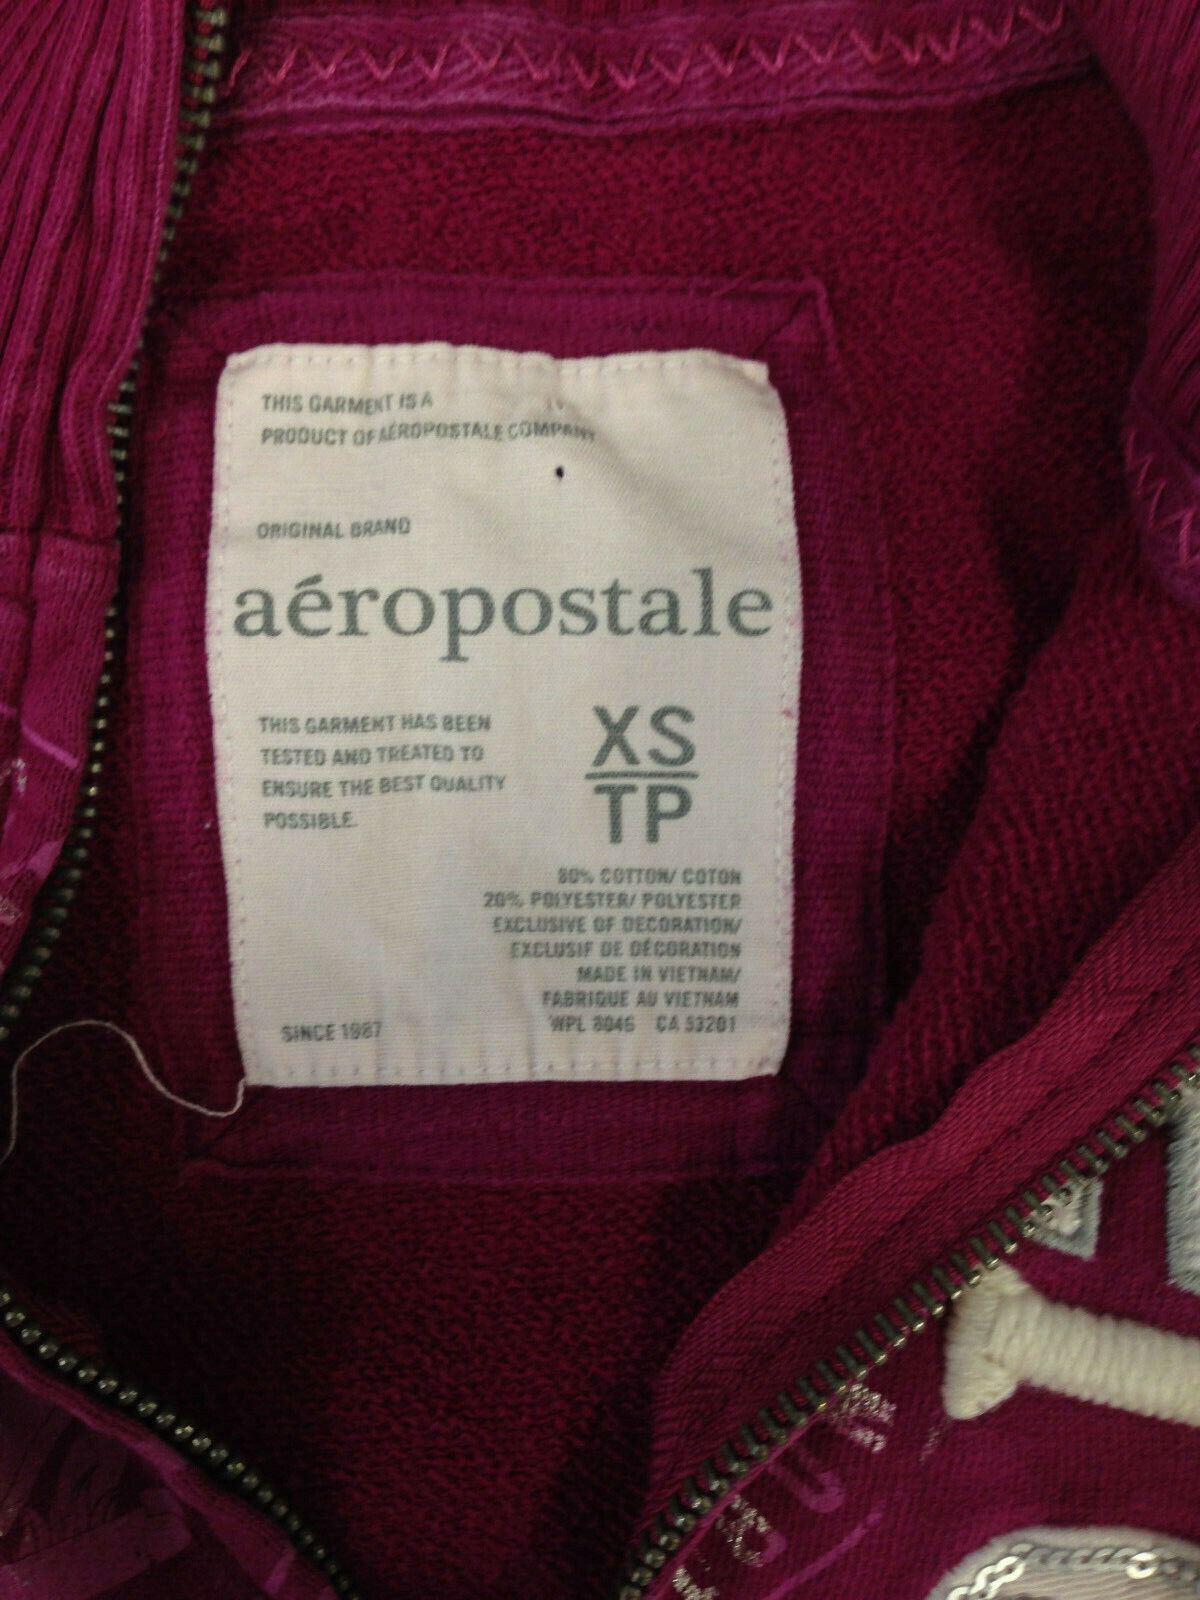 THIS GARMENT IS A
PRODUCT OF AÉROPOSTALE COMPANY
ORIGINAL BRAND
aéropostale
THIS GARMENT HAS BEEN
TESTED AND TREATED TO
ENSURE THE BEST QUALITY
POSSIBLE.
XS
TP
80% COTTON/ COTON
20% POLYESTER/ POLYESTER
EXCLUSIVE OF DECORATION/
EXCLUSIF DE DÉCORATION
MADE IN VIETNAM/
FABRIQUE AU VIETNAM
WPL 8046 CA 53201
SINCE 1987